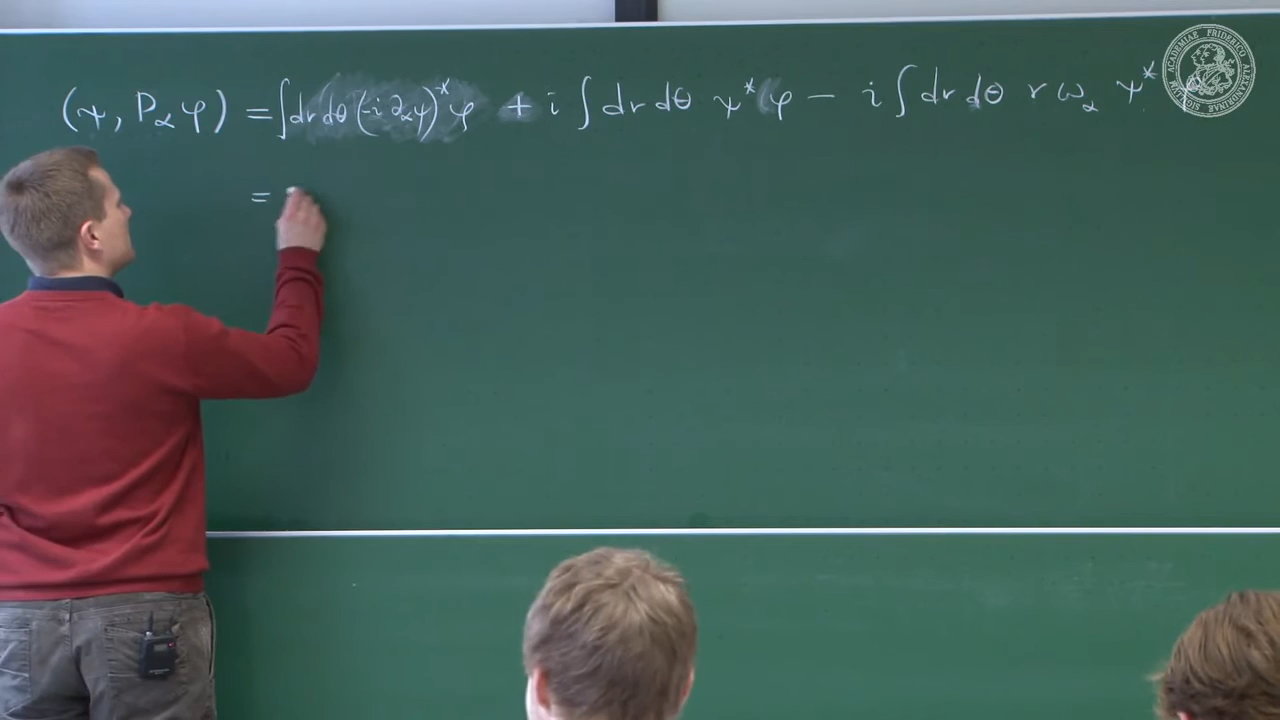 (ψ, P_α φ) = ∫ dr dθ (-i ∂_α ψ)* φ + i ∫ dr dθ ψ* φ − i ∫ dr dθ r ω_α ψ*
=